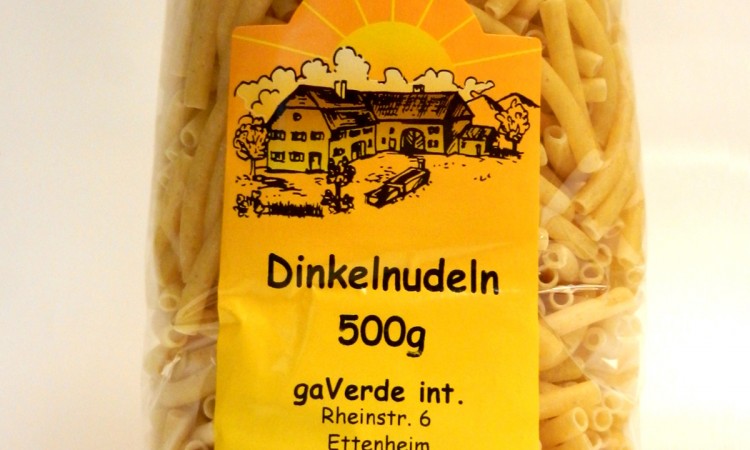 Dinkelnudeln
500g
gaVerde int.
Rheinstr. 6
Ettenheim